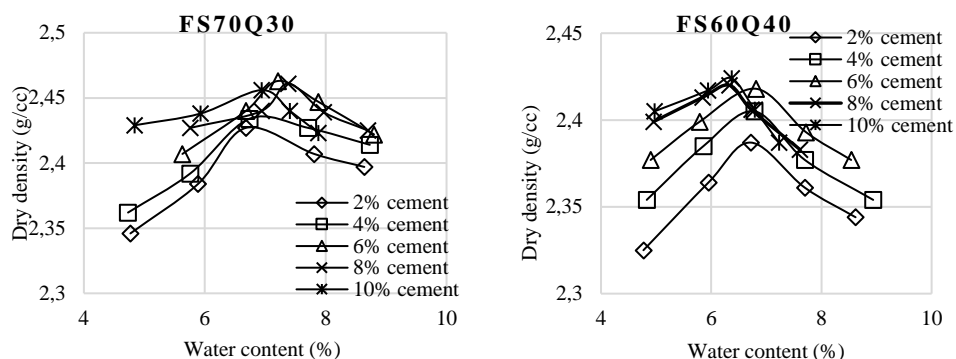 FS70Q30
2,5
2,45
2,4
2,35
2,3
Dry density (g/cc)
2% cement
4% cement
6% cement
8% cement
10% cement
4 6 8 10
Water content (%)
FS60Q40
2,45
2,4
2,35
2,3
Dry density (g/cc)
2% cement
4% cement
6% cement
8% cement
10% cement
4 6 8 10
Water content (%)